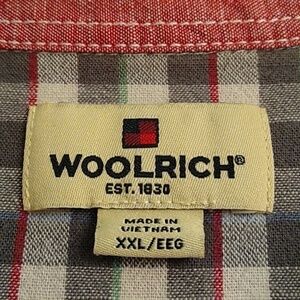 WOOLRICH®
EST. 1830
MADE IN
VIETNAM
XXL/EEG